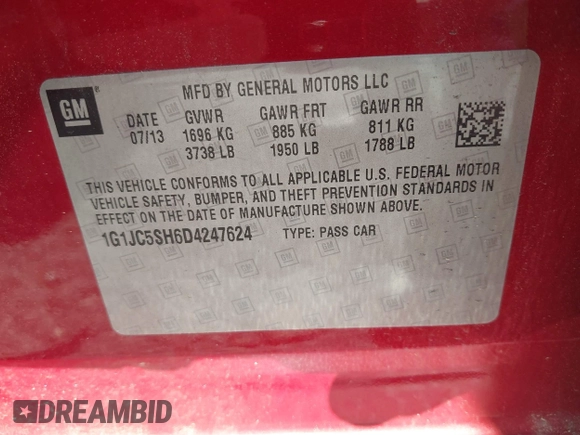 MFD BY GENERAL MOTORS LLC
GM
DATE GVWR GAWR FRT GAWR RR
07/13 1696 KG 885 KG 811 KG
3738 LB 1950 LB 1788 LB
THIS VEHICLE CONFORMS TO ALL APPLICABLE U.S. FEDERAL MOTOR
VEHICLE SAFETY, BUMPER, AND THEFT PREVENTION STANDARDS IN
EFFECT ON THE DATE OF MANUFACTURE SHOWN ABOVE.
1G1JC5SH6D4247624 TYPE: PASS CAR
DREAMBID